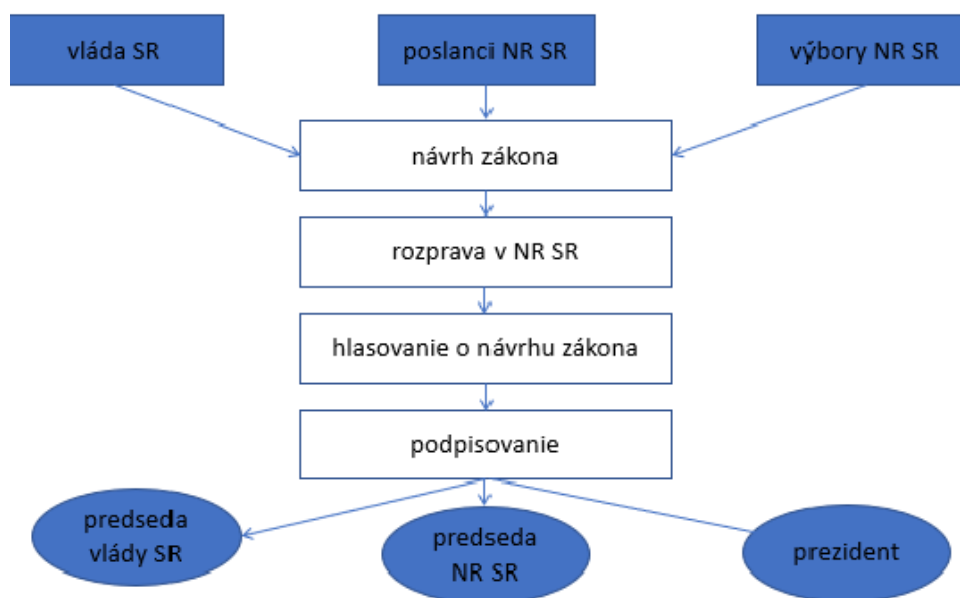 vláda SR
poslanci NR SR
výbory NR SR
návrh zákona
rozprava v NR SR
hlasovanie o návrhu zákona
podpisovanie
predseda
vlády SR
predseda
NR SR
prezident